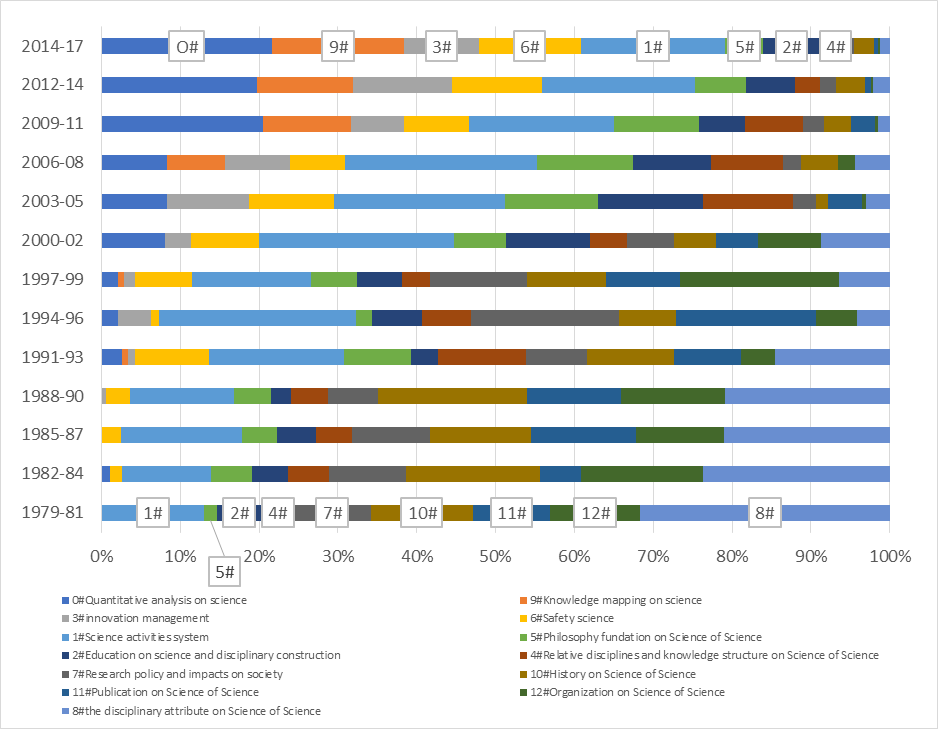 2014-17
O#
9#
3#
6#
1#
5#
2#
4#
2012-14
2009-11
2006-08
2003-05
2000-02
1997-99
1994-96
1991-93
1988-90
1985-87
1982-84
1979-81
1#
2#
4#
7#
10#
11#
12#
8#
0% 10% 20% 30% 40% 50% 60% 70% 80% 90% 100%
5#
0#Quantitative analysis on science
9#Knowledge mapping on science
3#innovation management
6#Safety science
1#Science activities system
5#Philosophy fundation on Science of Science
2#Education on science and disciplinary construction
4#Relative disciplines and knowledge structure on Science of Science
7#Research policy and impacts on society
10#History on Science of Science
11#Publication on Science of Science
12#Organization on Science of Science
8#the disciplinary attribute on Science of Science